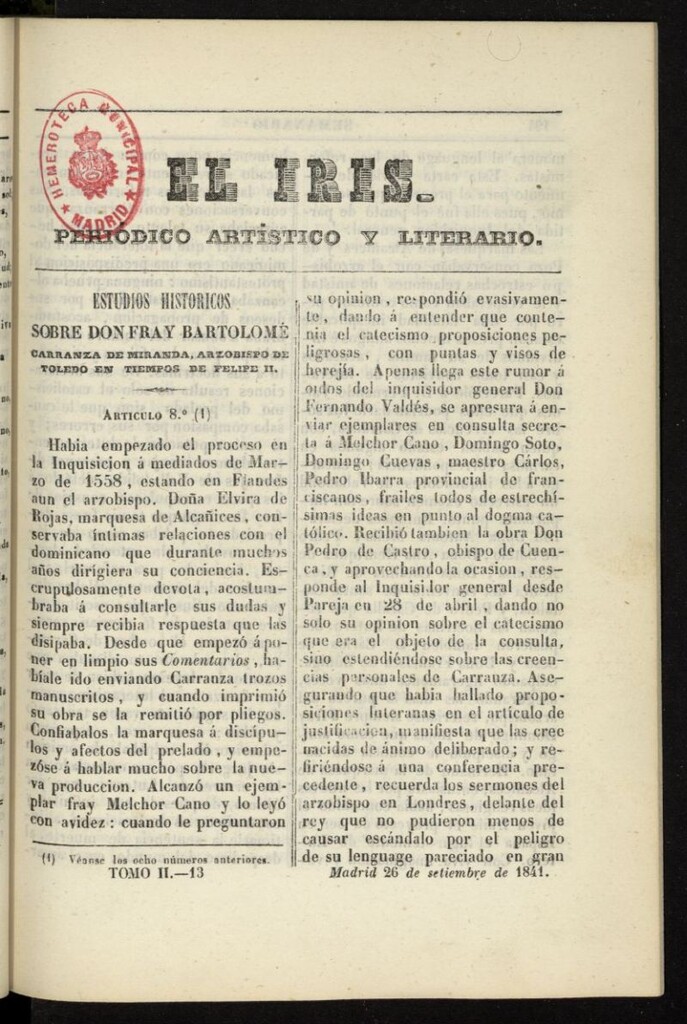 HEMEROTECA MUNICIPAL
MADRID
EL IRIS.
PERIÓDICO ARTÍSTICO Y LITERARIO.
ESTUDIOS HISTORICOS
SOBRE DON FRAY BARTOLOMÉ
CARRANZA DE MIRANDA, ARZOBISPO DE
TOLEDO EN TIEMPOS DE FELIPE II.
ARTICULO 8.º (1)
Habia empezado el proceso en
la Inquisicion á mediados de Mar-
zo de 1558, estando en Flandes
aun el arzobispo. Doña Elvira de
Rojas, marquesa de Alcañices, con-
servaba íntimas relaciones con el
dominicano que durante muchos
años dirigiera su conciencia. Es-
crupulosamente devota, acostum-
braba á consultarle sus dudas y
siempre recibia respuesta que las
disipaba. Desde que empezó á po-
ner en limpio sus Comentarios, ha-
bíale ido enviando Carranza trozos
manuscritos, y cuando imprimió
su obra se la remitió por pliegos.
Confiabalos la marquesa á discípu-
los y afectos del prelado, y empe-
zóse á hablar mucho sobre la nue-
va produccion. Alcanzó un ejem-
plar fray Melchor Cano y lo leyó
con avidez: cuando le preguntaron
(1) Véanse los ocho números anteriores.
TOMO II.—13
su opinion, respondió evasivamen-
te, dando á entender que conte-
nia el catecismo proposiciones pe-
ligrosas, con puntas y visos de
herejía. Apenas llega este rumor á
oidos del inquisidor general Don
Fernando Valdés, se apresura á en-
viar ejemplares en consulta secre-
ta á Melchor Cano, Domingo Soto,
Domingo Cuevas, maestro Cárlos,
Pedro Ibarra provincial de fran-
ciscanos, frailes todos de estrechí-
simas ideas en punto al dogma ca-
tólico. Recibió tambien la obra Don
Pedro de Castro, obispo de Cuen-
ca, y aprovechando la ocasion, res-
ponde al Inquisidor general desde
Pareja en 28 de abril, dando no
solo su opinion sobre el catecismo
que era el objeto de la consulta,
sino estendiéndose sobre las creen-
cias personales de Carranza. Ase-
gurando que habia hallado propo-
siciones luteranas en el artículo de
justificacion, manifiesta que las cree
nacidas de ánimo deliberado; y re-
firiéndose á una conferencia pre-
cedente, recuerda los sermones del
arzobispo en Londres, delante del
rey que no pudieron menos de
causar escándalo por el peligro
de su lenguage pareciado en gran
Madrid 26 de setiembre de 1841.